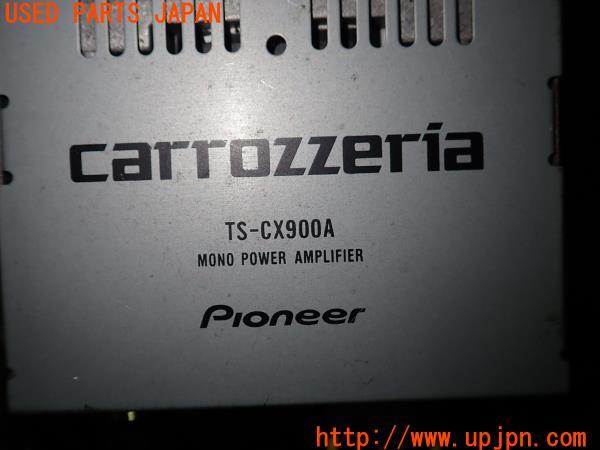 USED PARTS JAPAN
carrozzeria
TS-CX900A
MONO POWER AMPLIFIER
Pioneer
http://www.upjpn.com